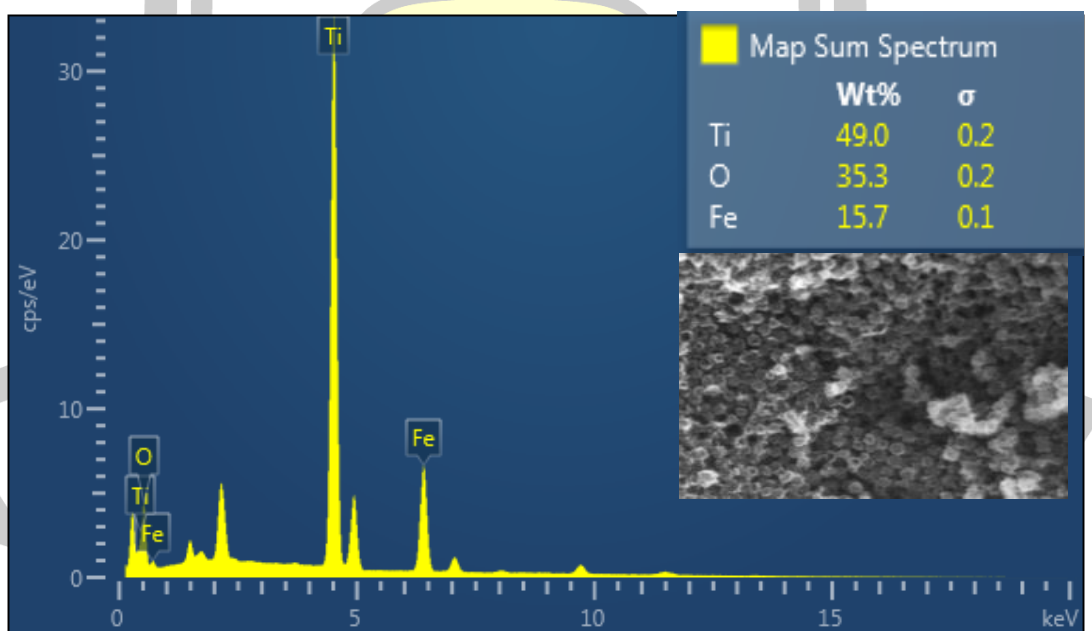 Map Sum Spectrum
Wt% σ
Ti 49.0 0.2
O 35.3 0.2
Fe 15.7 0.1
Ti
30
20
cps/eV
10
Fe
O
Ti
Fe
0
0 5 10 15 keV